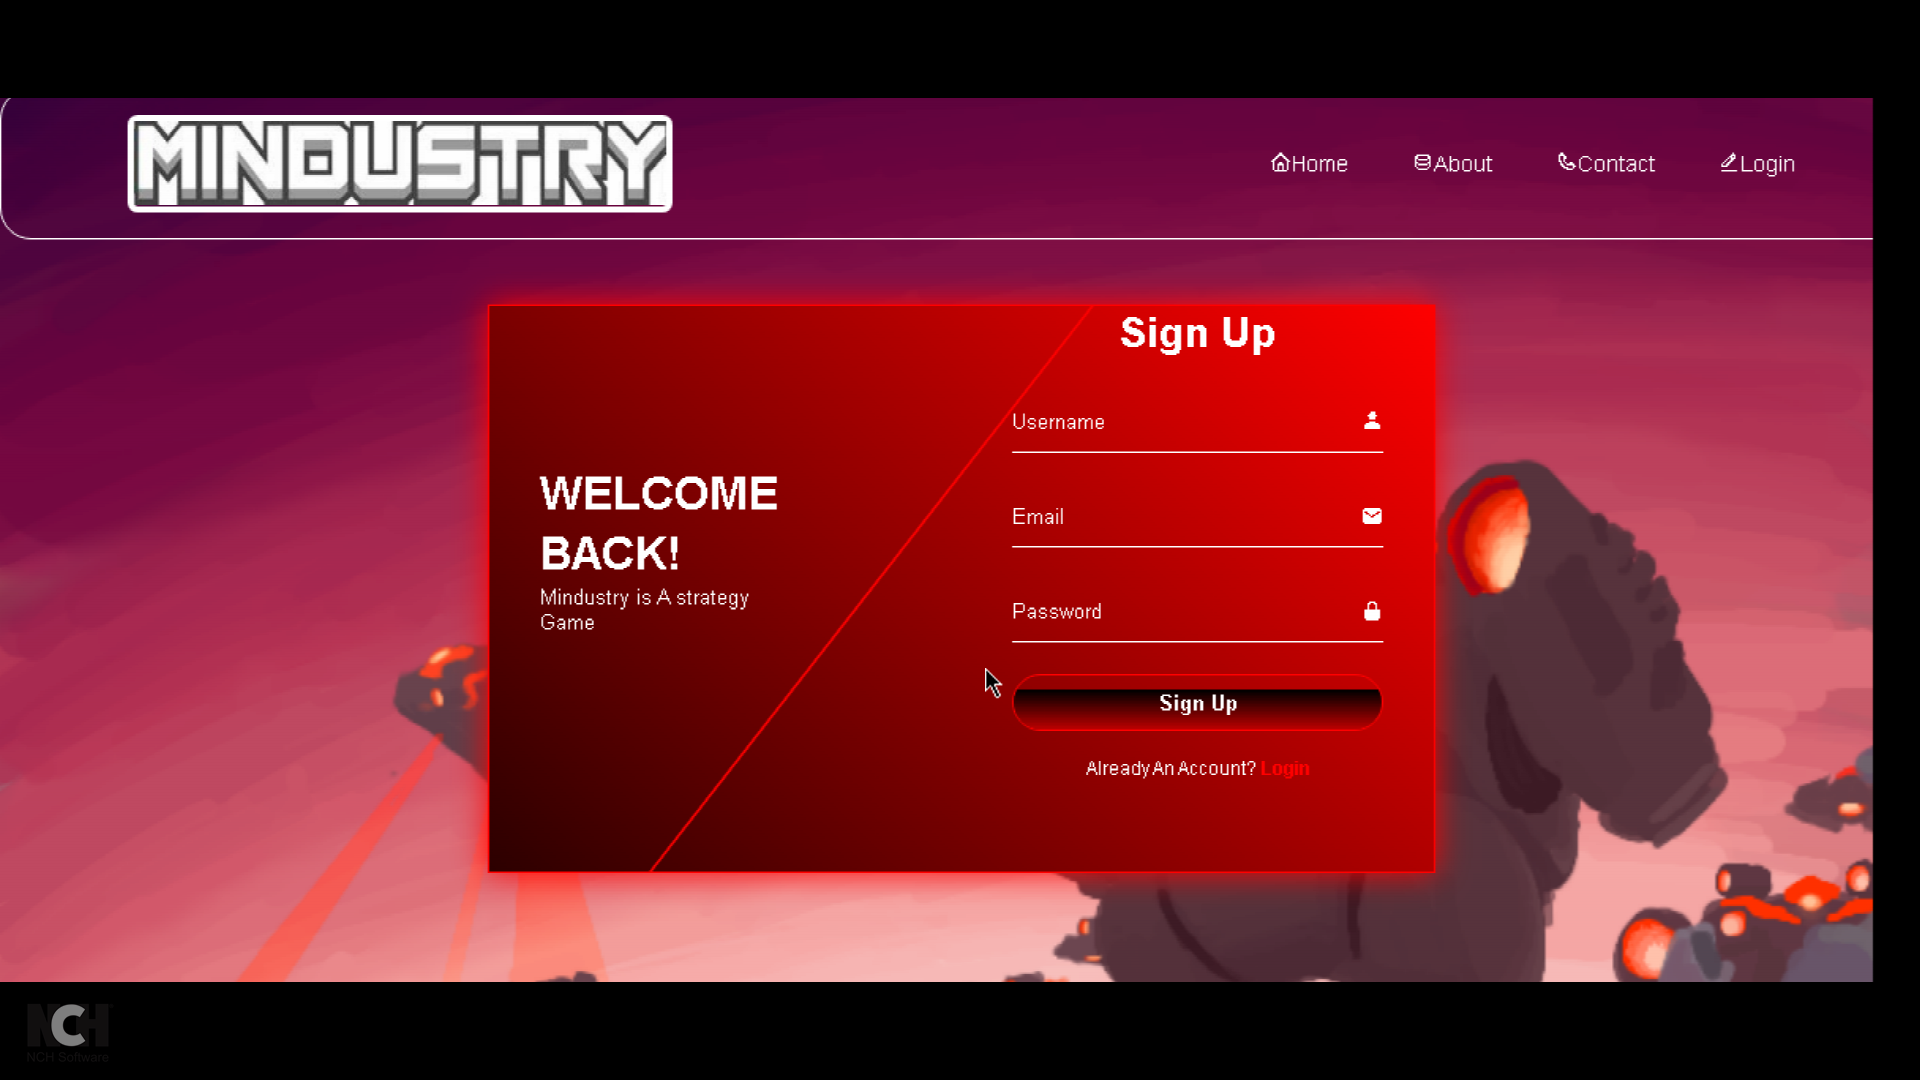 MINDUSTRY
Home About Contact Login
Sign Up
Username
Email
Password
WELCOME
BACK!
Mindustry is A strategy
Game
Sign Up
Already An Account? Login
NCH
NCH Software